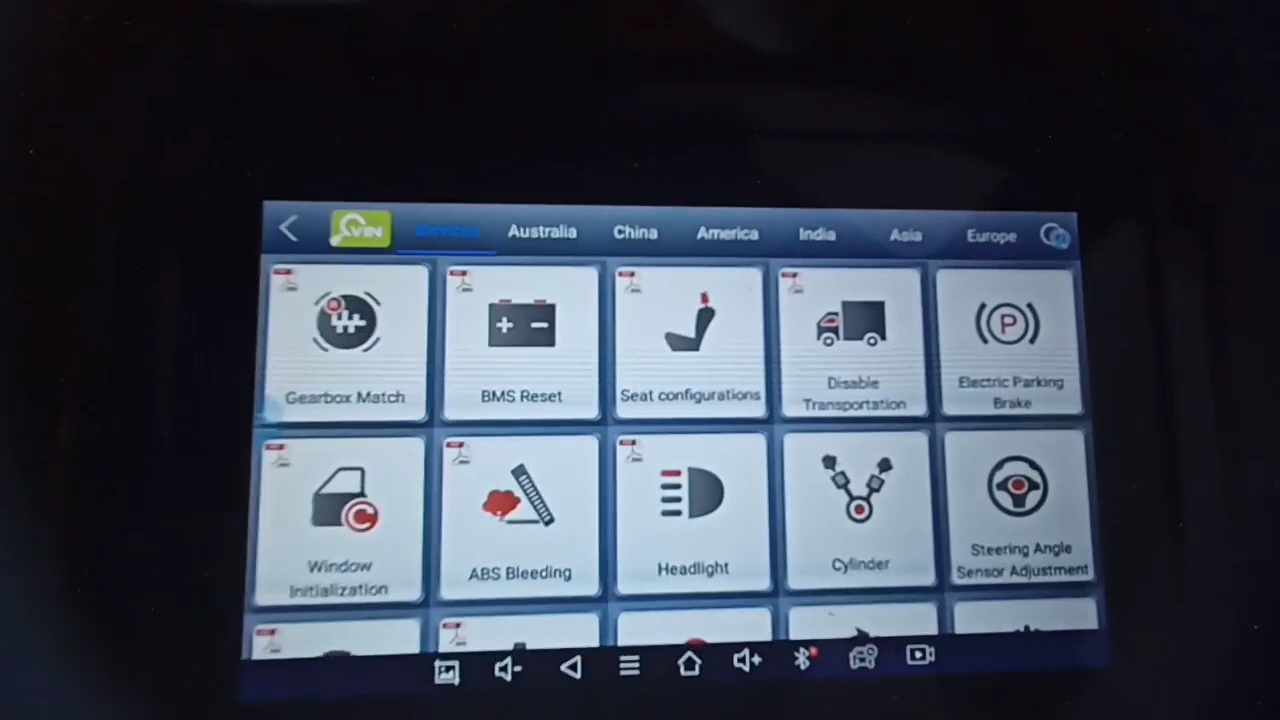 VIN
Services
Australia
China
America
India
Asia
Europe
Gearbox Match
BMS Reset
Seat configurations
Disable
Transportation
Electric Parking
Brake
Window
Initialization
ABS Bleeding
Headlight
Cylinder
Steering Angle
Sensor Adjustment